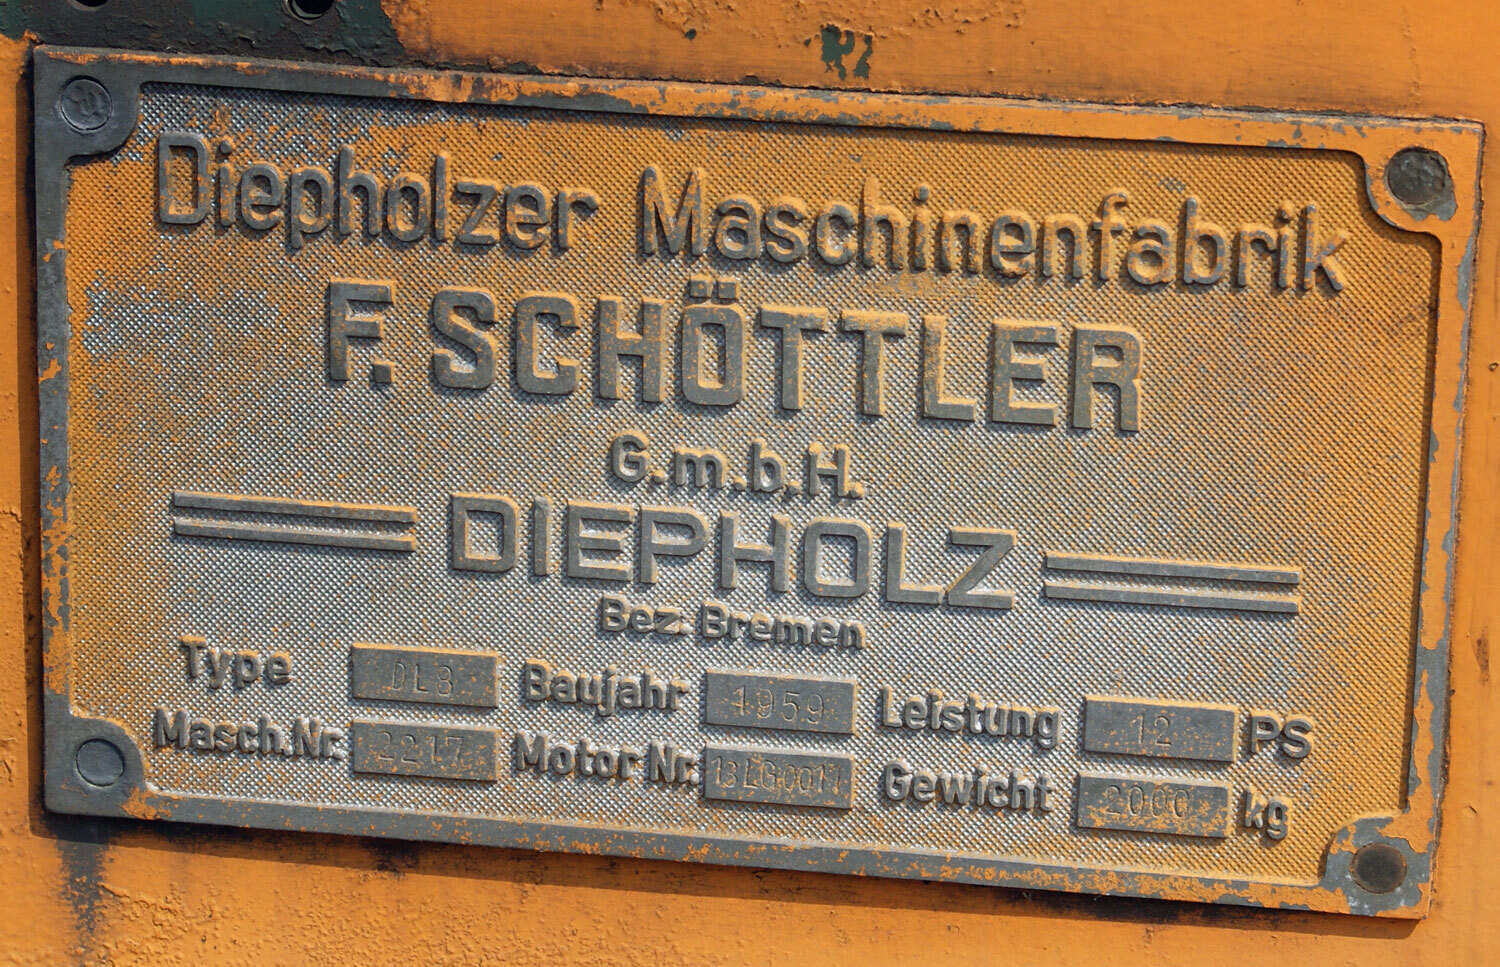 Diepholzer Maschinenfabrik
F. SCHÖTTLER
G.m.b.H.
DIEPHOLZ
Bez. Bremen
Type DL8 Baujahr 1959 Leistung 12 PS
Masch.Nr. 2217 Motor Nr. Gewicht 2000 kg